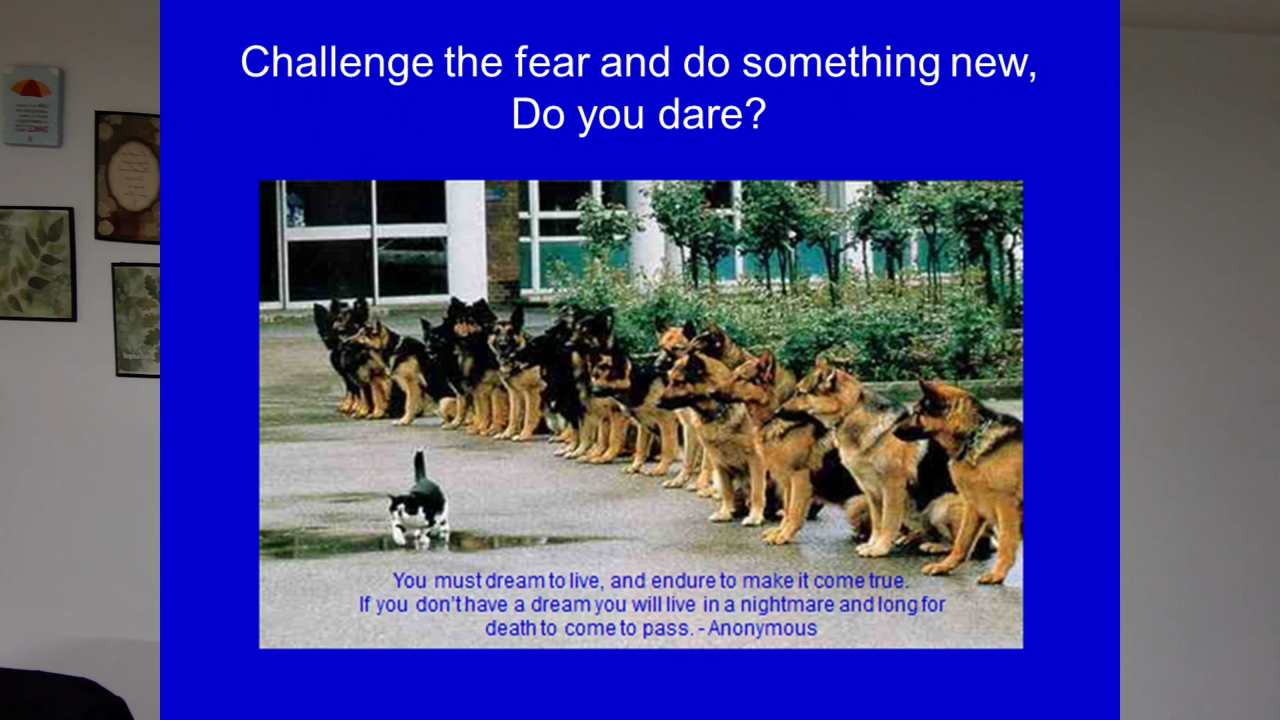 Challenge the fear and do something new,
Do you dare?
You must dream to live, and endure to make it come true.
If you don't have a dream you will live in a nightmare and long for
death to come to pass. - Anonymous